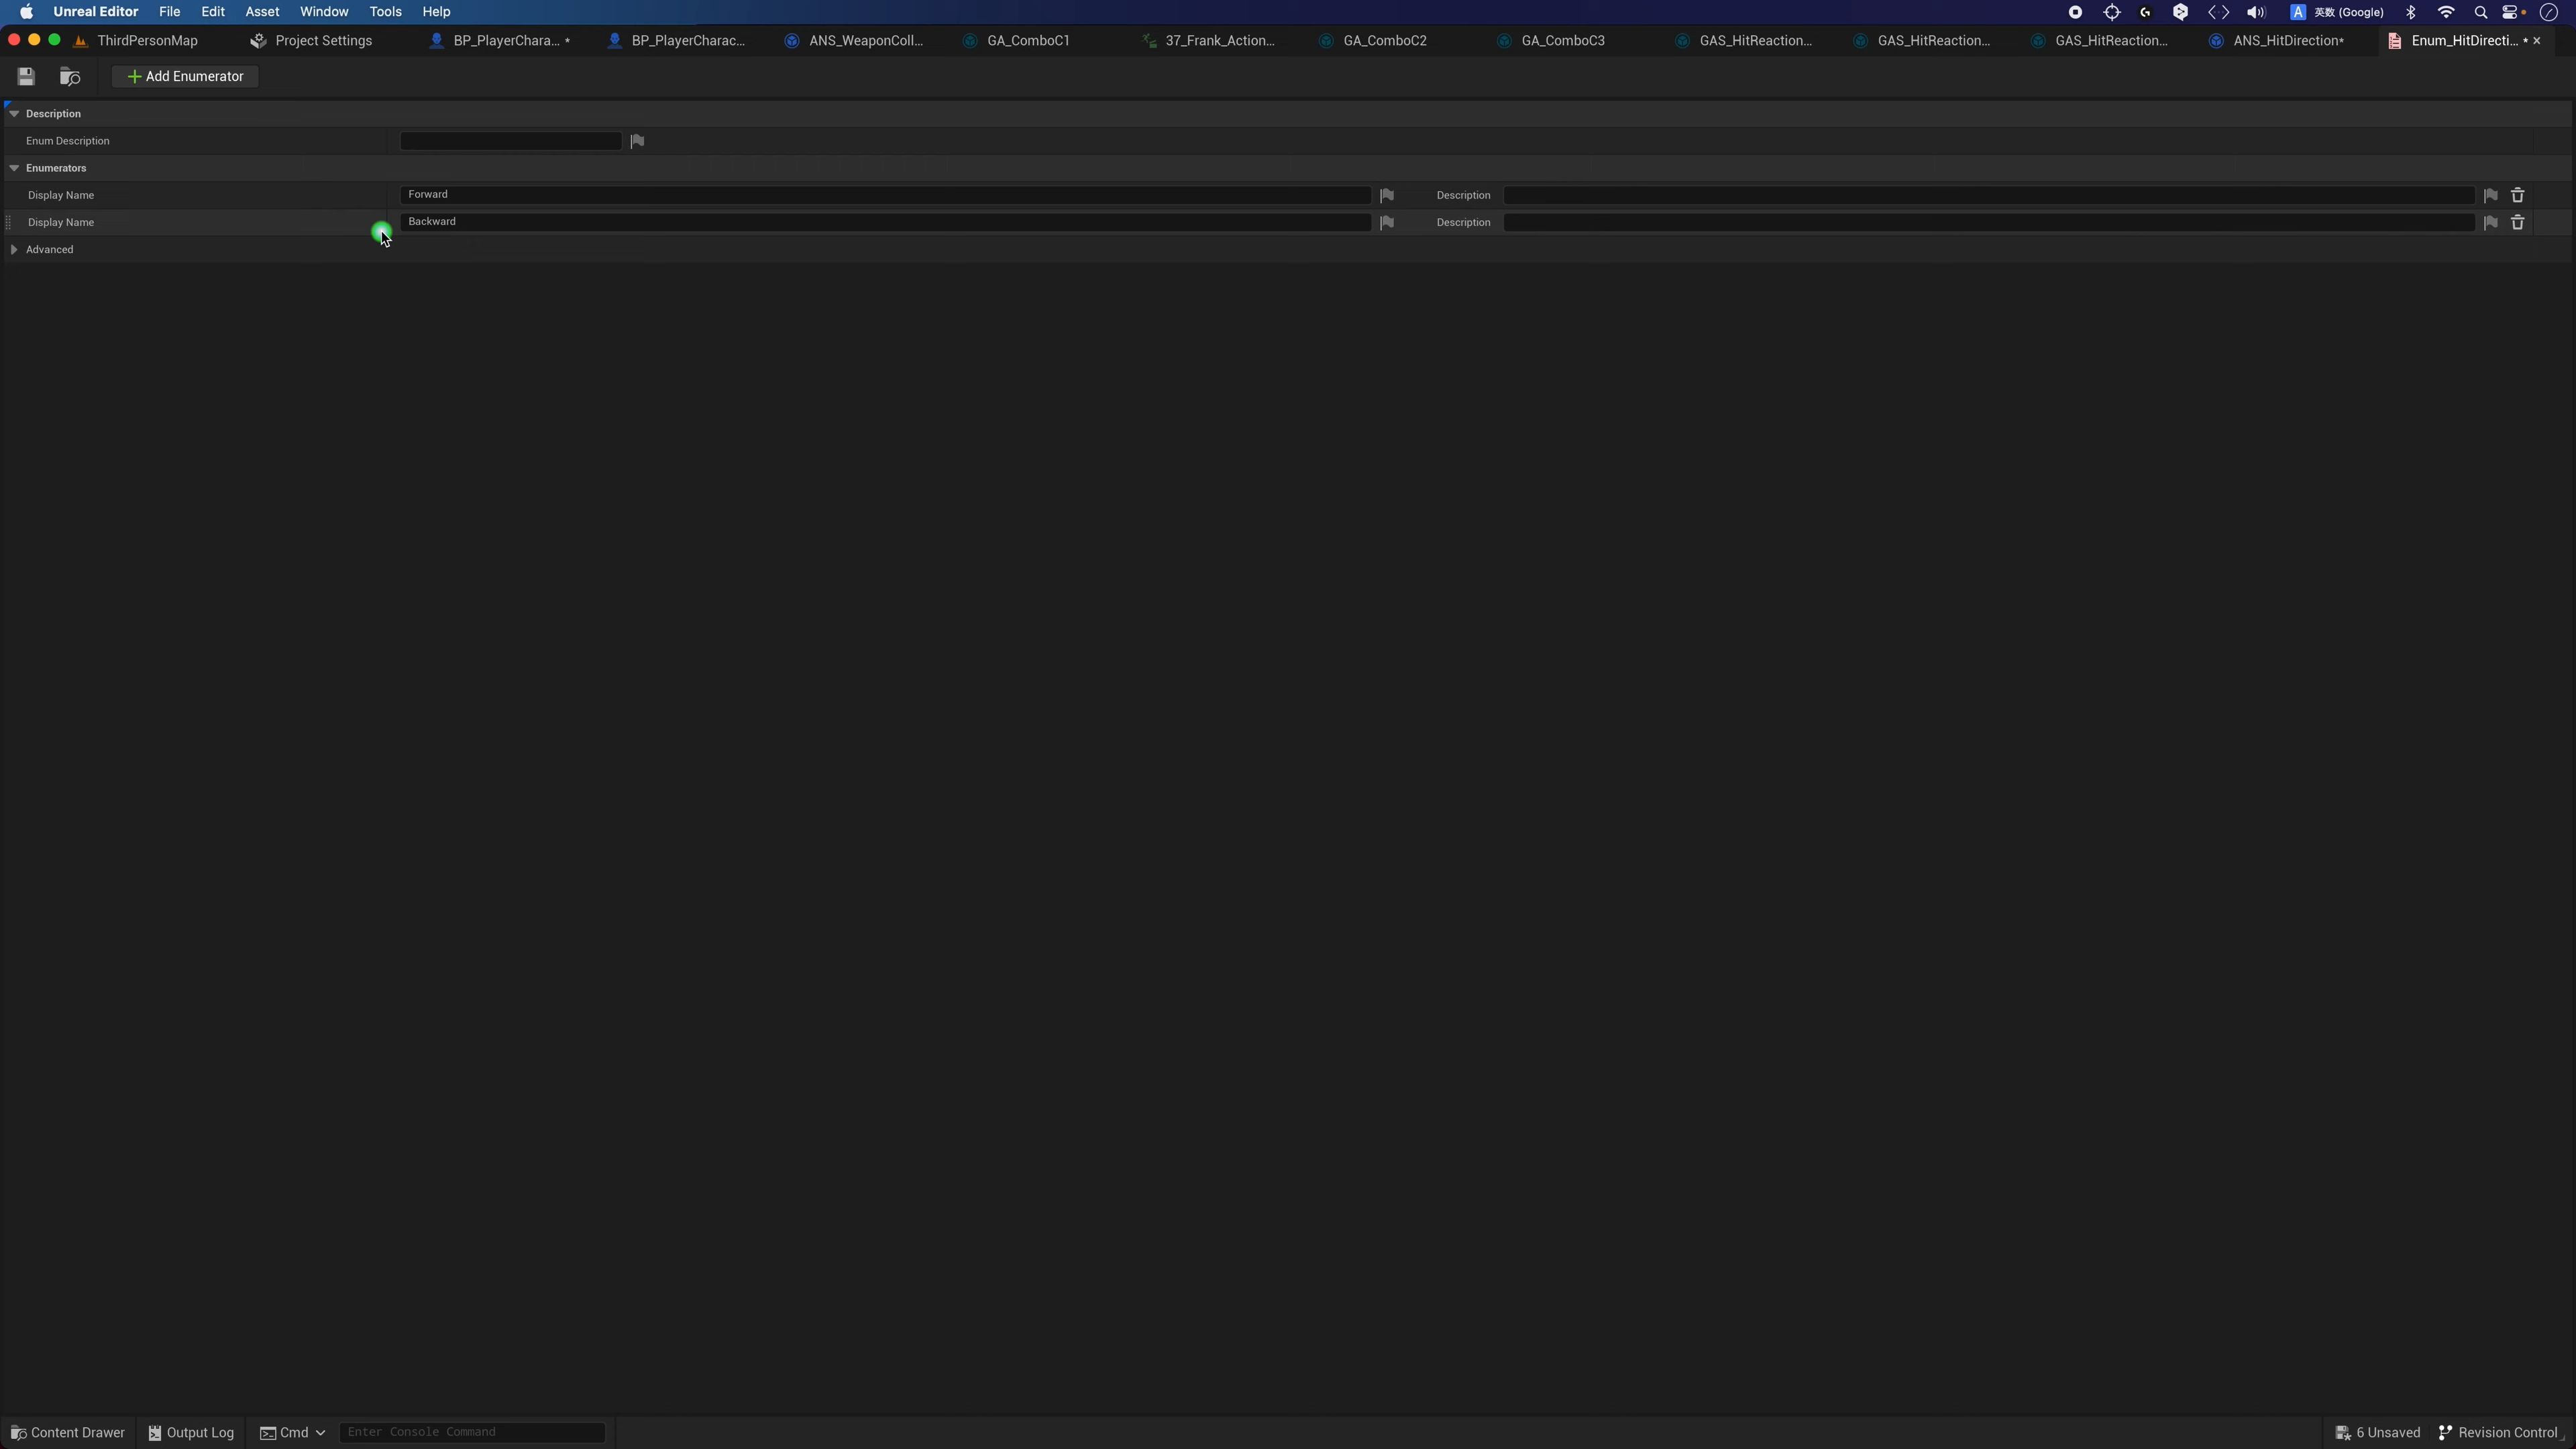 Unreal Editor File Edit Asset Window Tools Help A 英数 (Google)
ThirdPersonMap Project Settings BP_PlayerChara... * BP_PlayerCharac... ANS_WeaponColl... GA_ComboC1 37_Frank_Action... GA_ComboC2 GA_ComboC3 GAS_HitReaction... GAS_HitReaction... GAS_HitReaction... ANS_HitDirection* Enum_HitDirecti... *
Add Enumerator
Description
Enum Description
Enumerators
Display Name Forward Description
Display Name Backward Description
Advanced
Content Drawer Output Log Cmd Enter Console Command 6 Unsaved Revision Control